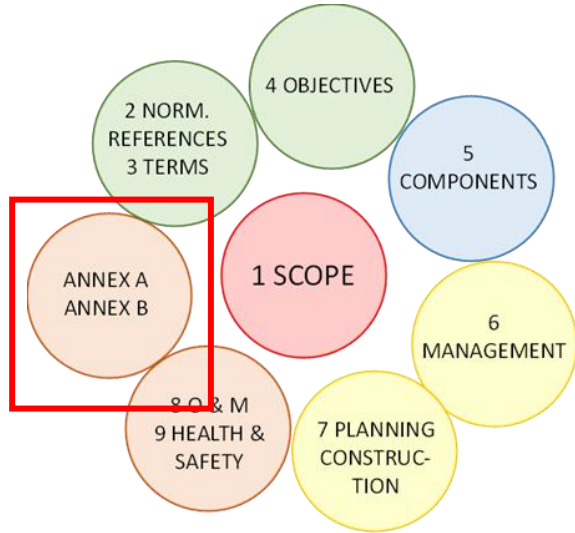 4 OBJECTIVES
2 NORM.
REFERENCES
3 TERMS
5
COMPONENTS
1 SCOPE
ANNEX A
ANNEX B
6
MANAGEMENT
8 O & M
9 HEALTH &
SAFETY
7 PLANNING
CONSTRUC-
TION